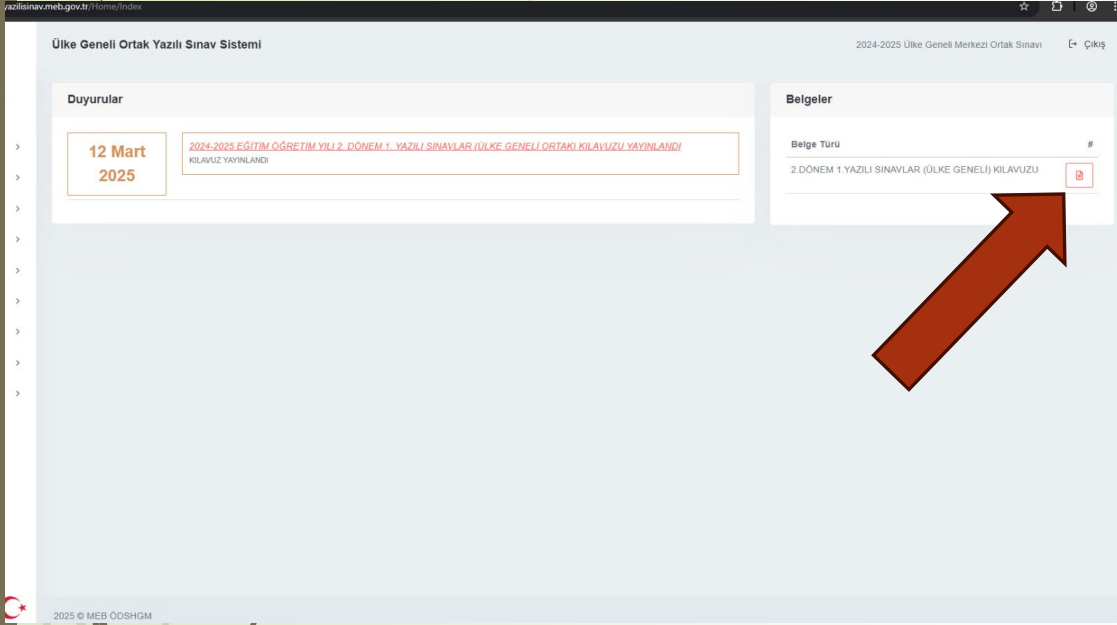 yazilisinav.meb.gov.tr/Home/Index
Ülke Geneli Ortak Yazılı Sınav Sistemi
2024-2025 Ülke Geneli Merkezi Ortak Sınavı
Çıkış
Duyurular
12 Mart
2025
2024-2025 EĞİTİM ÖĞRETİM YILI 2. DÖNEM 1. YAZILI SINAVLAR (ÜLKE GENELİ ORTAK) KILAVUZU YAYINLANDI
KILAVUZ YAYINLANDI
Belgeler
Belge Türü #
2.DÖNEM 1.YAZILI SINAVLAR (ÜLKE GENELİ) KILAVUZU
2025 © MEB ÖDSHGM